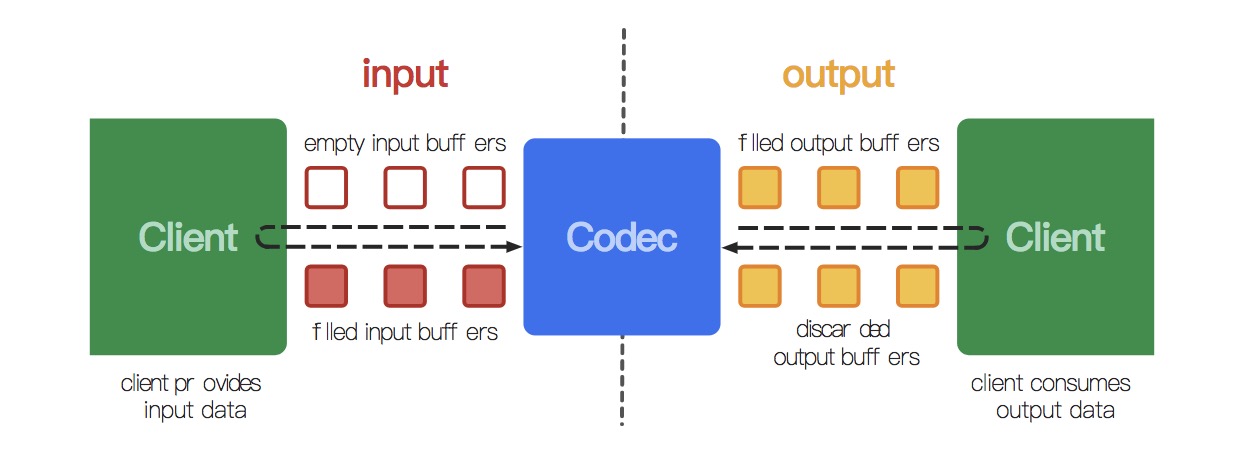 input
output
empty input buff ers
f lled output buff ers
Client
Codec
Client
f lled input buff ers
discar ded
output buff ers
client pr ovides
input data
client consumes
output data